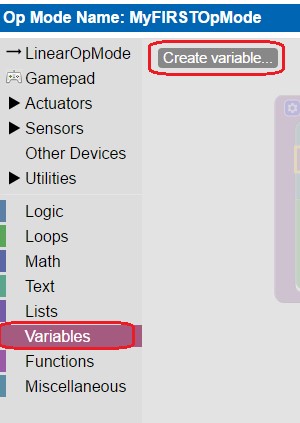 Op Mode Name: MyFIRSTOpMode
LinearOpMode
Create variable...
Gamepad
Actuators
Sensors
Other Devices
Utilities
Logic
Loops
Math
Text
Lists
Variables
Functions
Miscellaneous